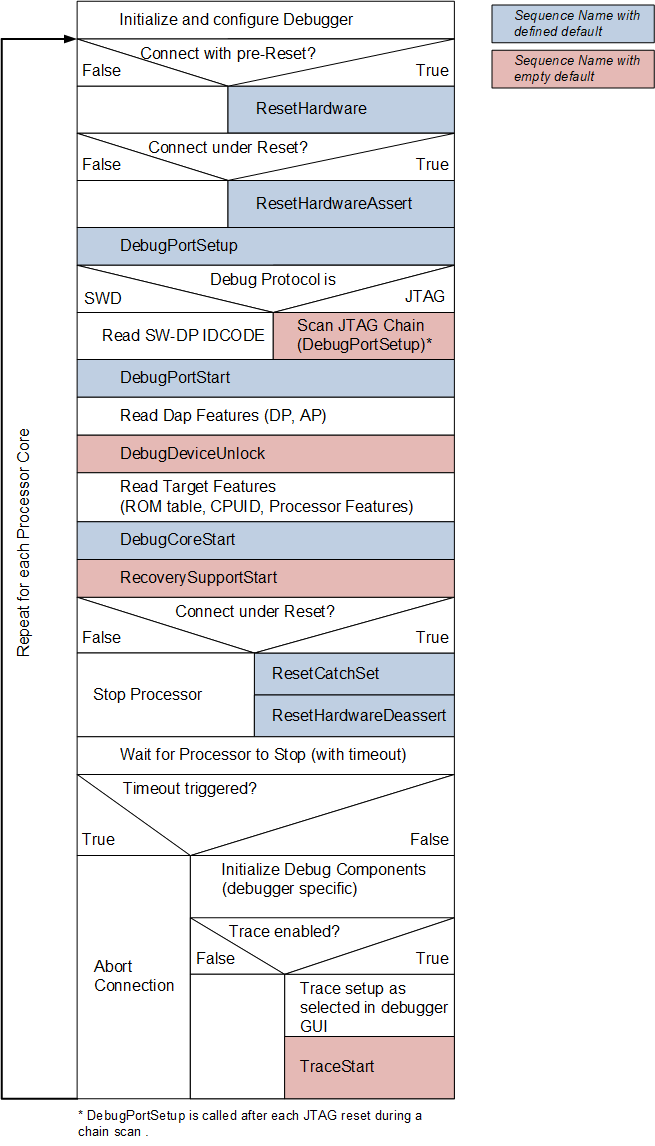 Initialize and configure Debugger
Sequence Name with
defined default
Sequence Name with
empty default
Connect with pre-Reset?
False
True
ResetHardware
Connect under Reset?
False
True
ResetHardwareAssert
DebugPortSetup
Debug Protocol is
SWD
JTAG
Read SW-DP IDCODE
Scan JTAG Chain
(DebugPortSetup)*
DebugPortStart
Read Dap Features (DP, AP)
DebugDeviceUnlock
Read Target Features
(ROM table, CPUID, Processor Features)
DebugCoreStart
RecoverySupportStart
Connect under Reset?
False
True
Stop Processor
ResetCatchSet
ResetHardwareDeassert
Wait for Processor to Stop (with timeout)
Timeout triggered?
True
False
Initialize Debug Components
(debugger specific)
Trace enabled?
False
True
Abort
Connection
Trace setup as
selected in debugger
GUI
TraceStart
Repeat for each Processor Core
* DebugPortSetup is called after each JTAG reset during a
chain scan .